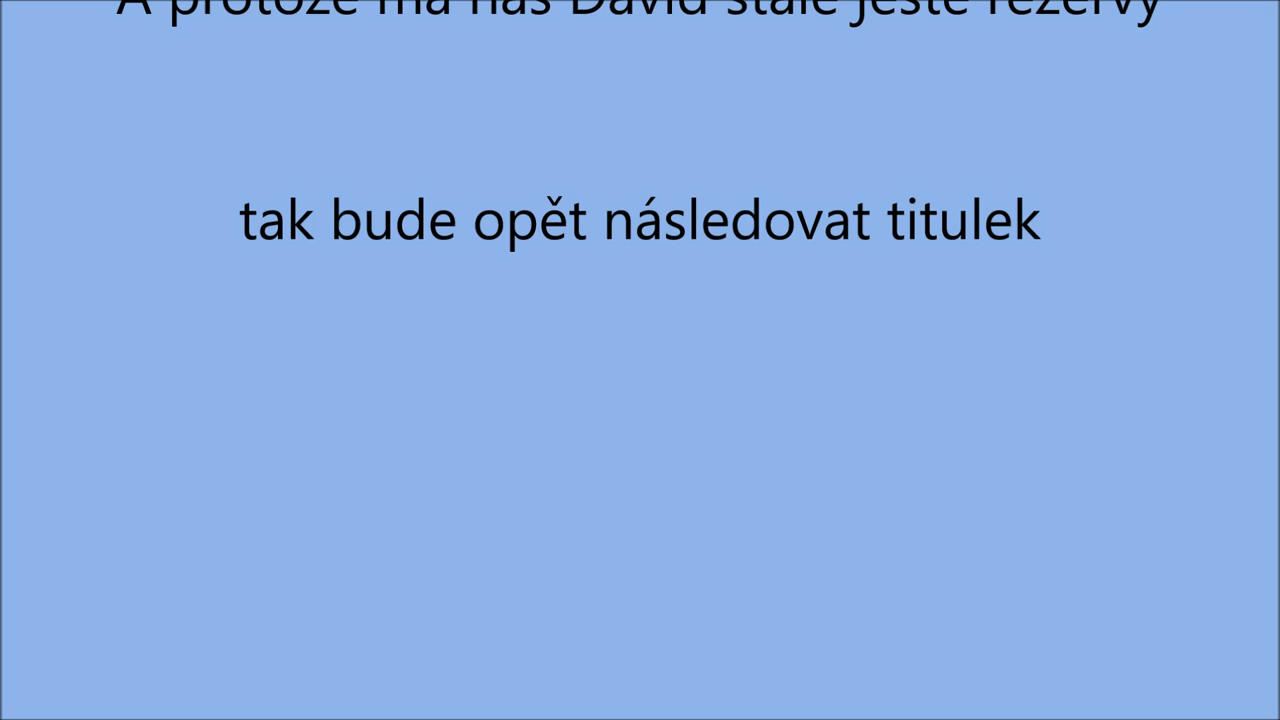 A protože má náš David stále ještě rezervy
tak bude opět následovat titulek